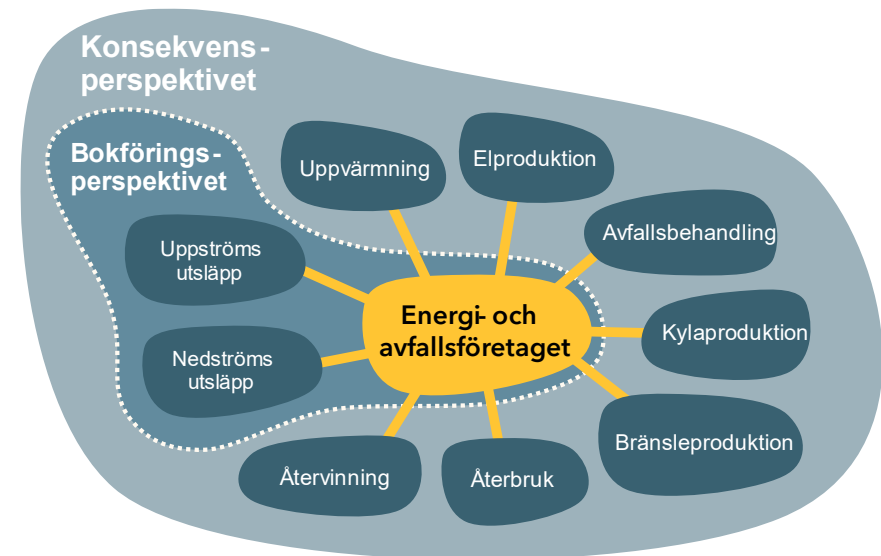 Konsekvens-
perspektivet
Bokförings-
perspektivet
Uppvärmning
Elproduktion
Avfallsbehandling
Uppströms
utsläpp
Energi- och
avfallsföretaget
Kylaproduktion
Nedströms
utsläpp
Bränsleproduktion
Återvinning
Återbruk